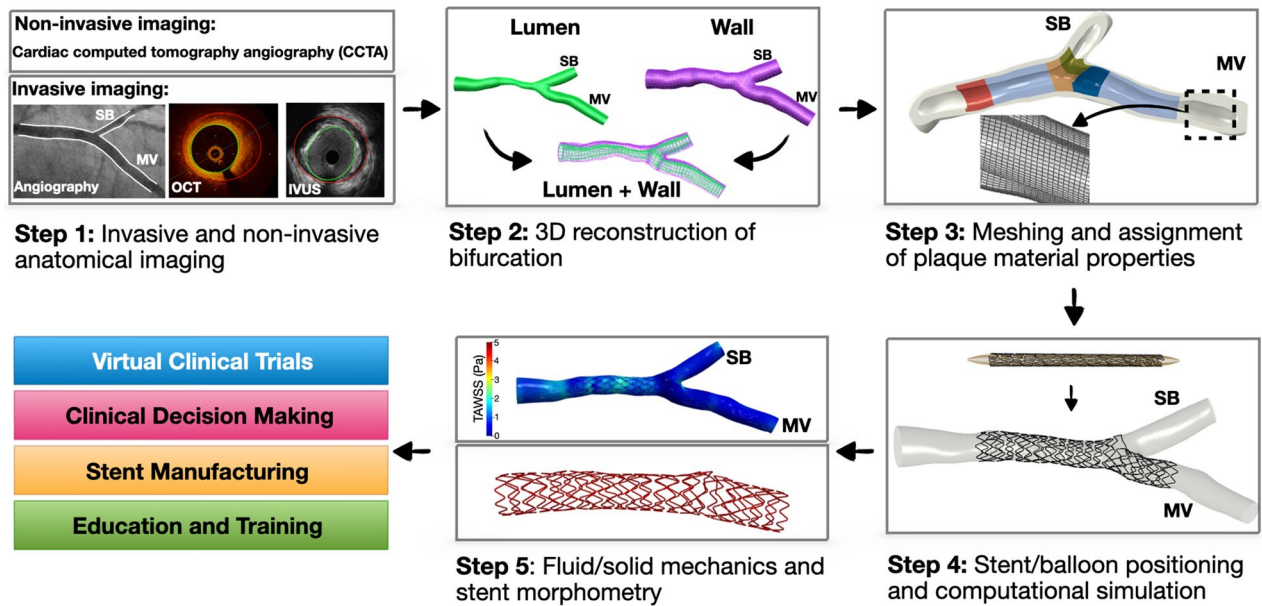 Non-invasive imaging:
Cardiac computed tomography angiography (CCTA)
Invasive imaging:
SB
MV
Angiography
OCT
IVUS
Step 1: Invasive and non-invasive
anatomical imaging
Lumen
Wall
SB
MV
SB
MV
Lumen + Wall
Step 2: 3D reconstruction of
bifurcation
SB
MV
Step 3: Meshing and assignment
of plaque material properties
SB
MV
Step 4: Stent/balloon positioning
and computational simulation
TAWSS (Pa)
5
4
3
2
1
0
SB
MV
Step 5: Fluid/solid mechanics and
stent morphometry
Virtual Clinical Trials
Clinical Decision Making
Stent Manufacturing
Education and Training